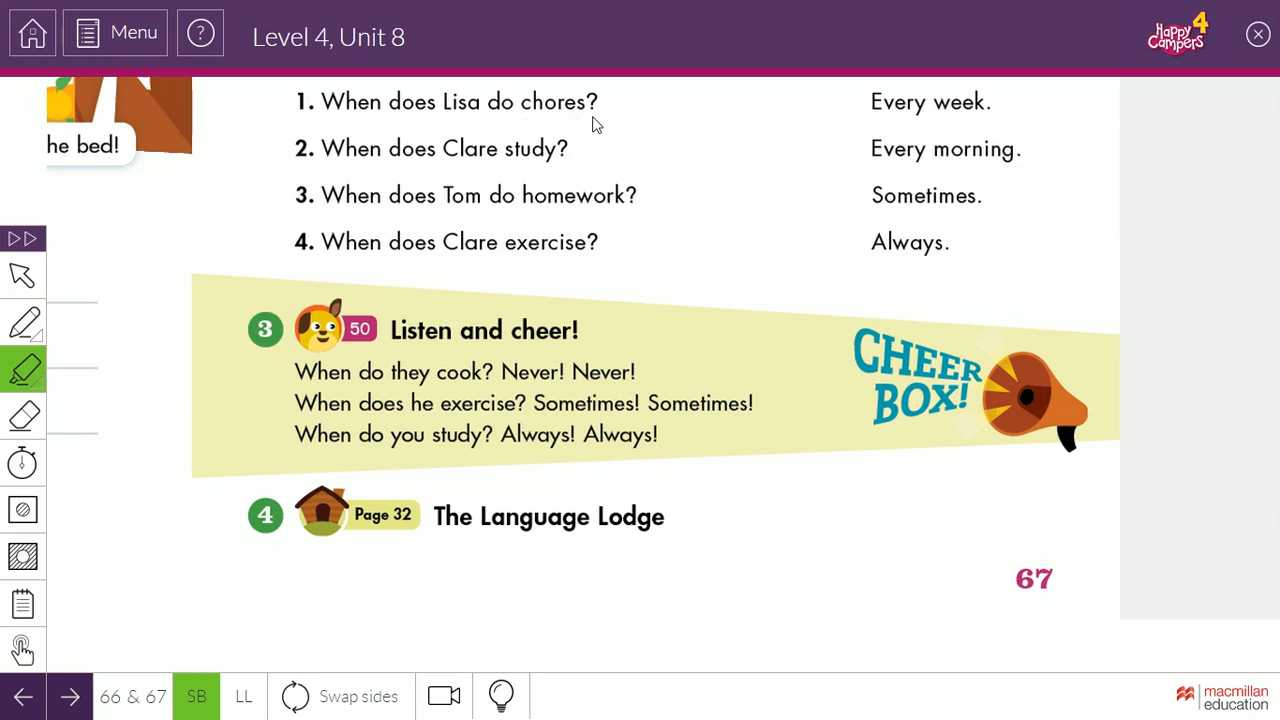 Menu
?
Level 4, Unit 8
Happy Campers 4
he bed!
1. When does Lisa do chores? Every week.
2. When does Clare study? Every morning.
3. When does Tom do homework? Sometimes.
4. When does Clare exercise? Always.
3 50 Listen and cheer!
When do they cook? Never! Never!
When does he exercise? Sometimes! Sometimes!
When do you study? Always! Always!
CHEER
BOX!
4 Page 32 The Language Lodge
67
66 & 67 SB LL Swap sides
macmillan
education